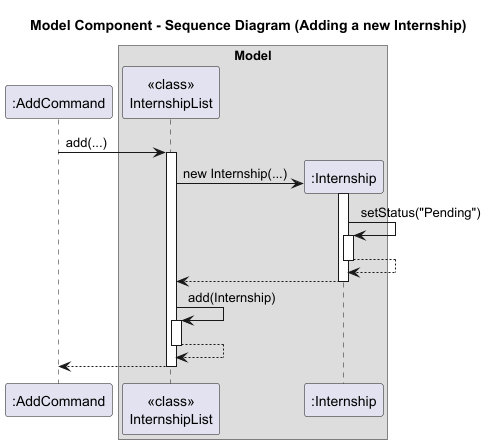 Model Component - Sequence Diagram (Adding a new Internship)
Model
:AddCommand
«class»
InternshipList
add(...)
new Internship(...)
:Internship
setStatus("Pending")
add(Internship)
:AddCommand
«class»
InternshipList
:Internship